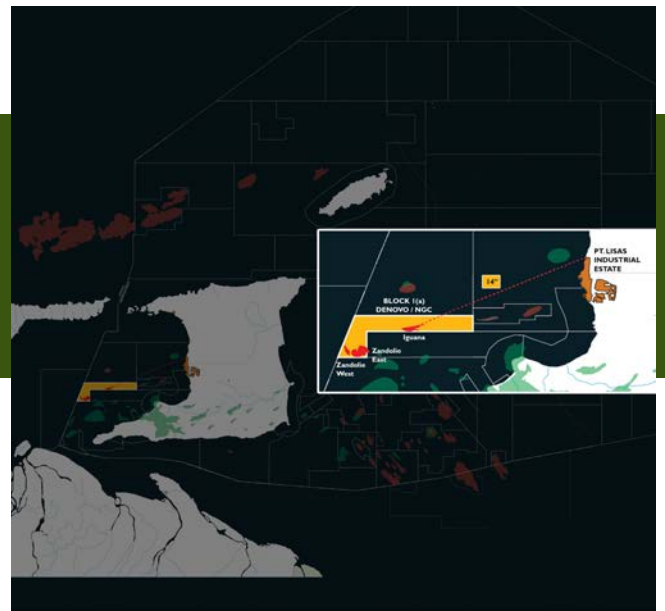 PT. LISAS
INDUSTRIAL
ESTATE
14"
BLOCK 1(a)
DENOVO / NGC
Iguana
Zandolie
East
Zandolie
West